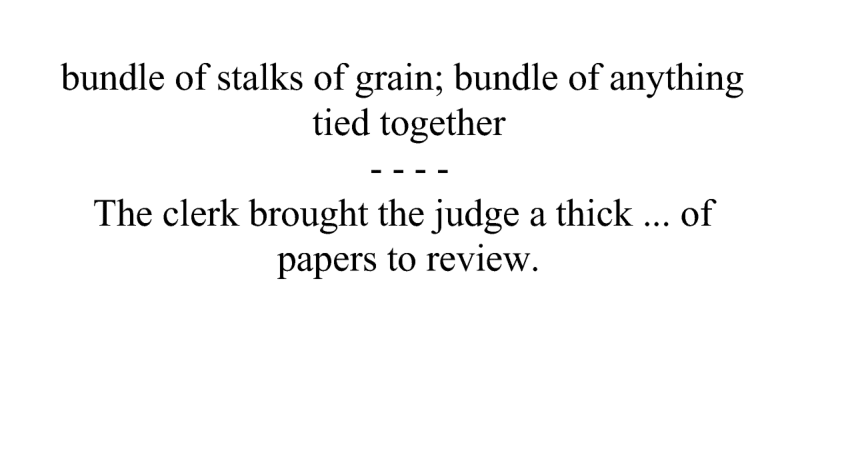 bundle of stalks of grain; bundle of anything
tied together
- - - -
The clerk brought the judge a thick ... of
papers to review.